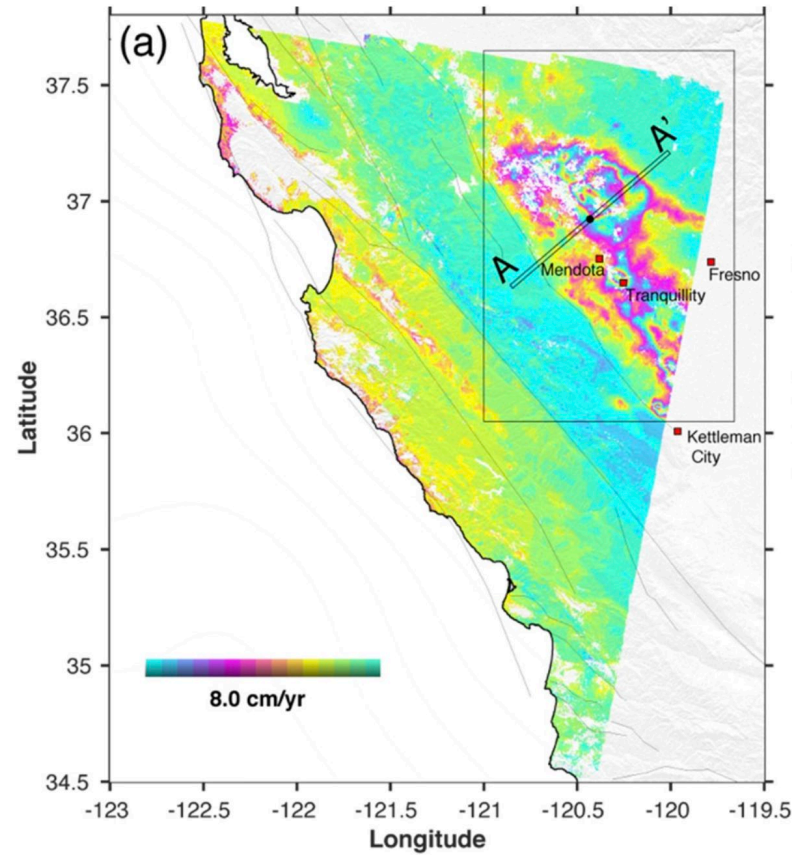 (a)
37.5
37
36.5
36
35.5
35
34.5
Latitude
A'
A
Mendota
Tranquillity
Fresno
Kettleman
City
8.0 cm/yr
-123
-122.5
-122
-121.5
-121
-120.5
-120
-119.5
Longitude